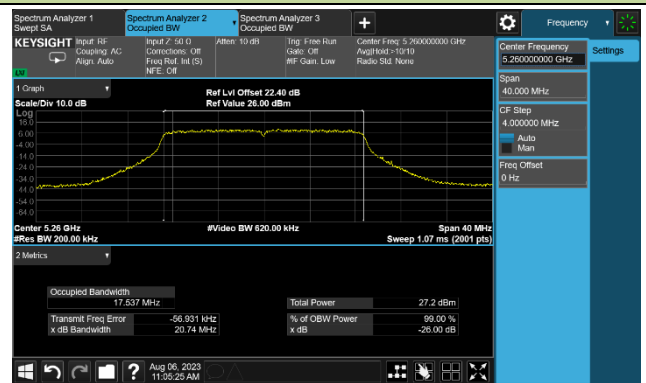 Spectrum Analyzer 1
Swept SA
Spectrum Analyzer 2
Occupied BW
Spectrum Analyzer 3
Occupied BW
+
Frequency
KEYSIGHT
Input: RF
Coupling: AC
Align: Auto
Input Z: 50 Ω
Corrections: Off
Freq Ref: Int (S)
NFE: Off
Atten: 10 dB
Trig: Free Run
Gate: Off
#IF Gain: Low
Center Freq: 5.260000000 GHz
Avg|Hold:>10/10
Radio Std: None
Center Frequency
5.260000000 GHz
Settings
Span
40.000 MHz
CF Step
4.000000 MHz
Auto
Man
Freq Offset
0 Hz
1 Graph
Scale/Div 10.0 dB
Ref Lvl Offset 22.40 dB
Ref Value 26.00 dBm
Log
16.0
6.00
-4.00
-14.0
-24.0
-34.0
-44.0
-54.0
-64.0
Center 5.26 GHz
#Res BW 200.00 kHz
#Video BW 620.00 kHz
Span 40 MHz
Sweep 1.07 ms (2001 pts)
2 Metrics
Occupied Bandwidth
17.537 MHz
Total Power 27.2 dBm
Transmit Freq Error -56.931 kHz
% of OBW Power 99.00 %
x dB Bandwidth 20.74 MHz
x dB -26.00 dB
?
Aug 06, 2023
11:05:25 AM